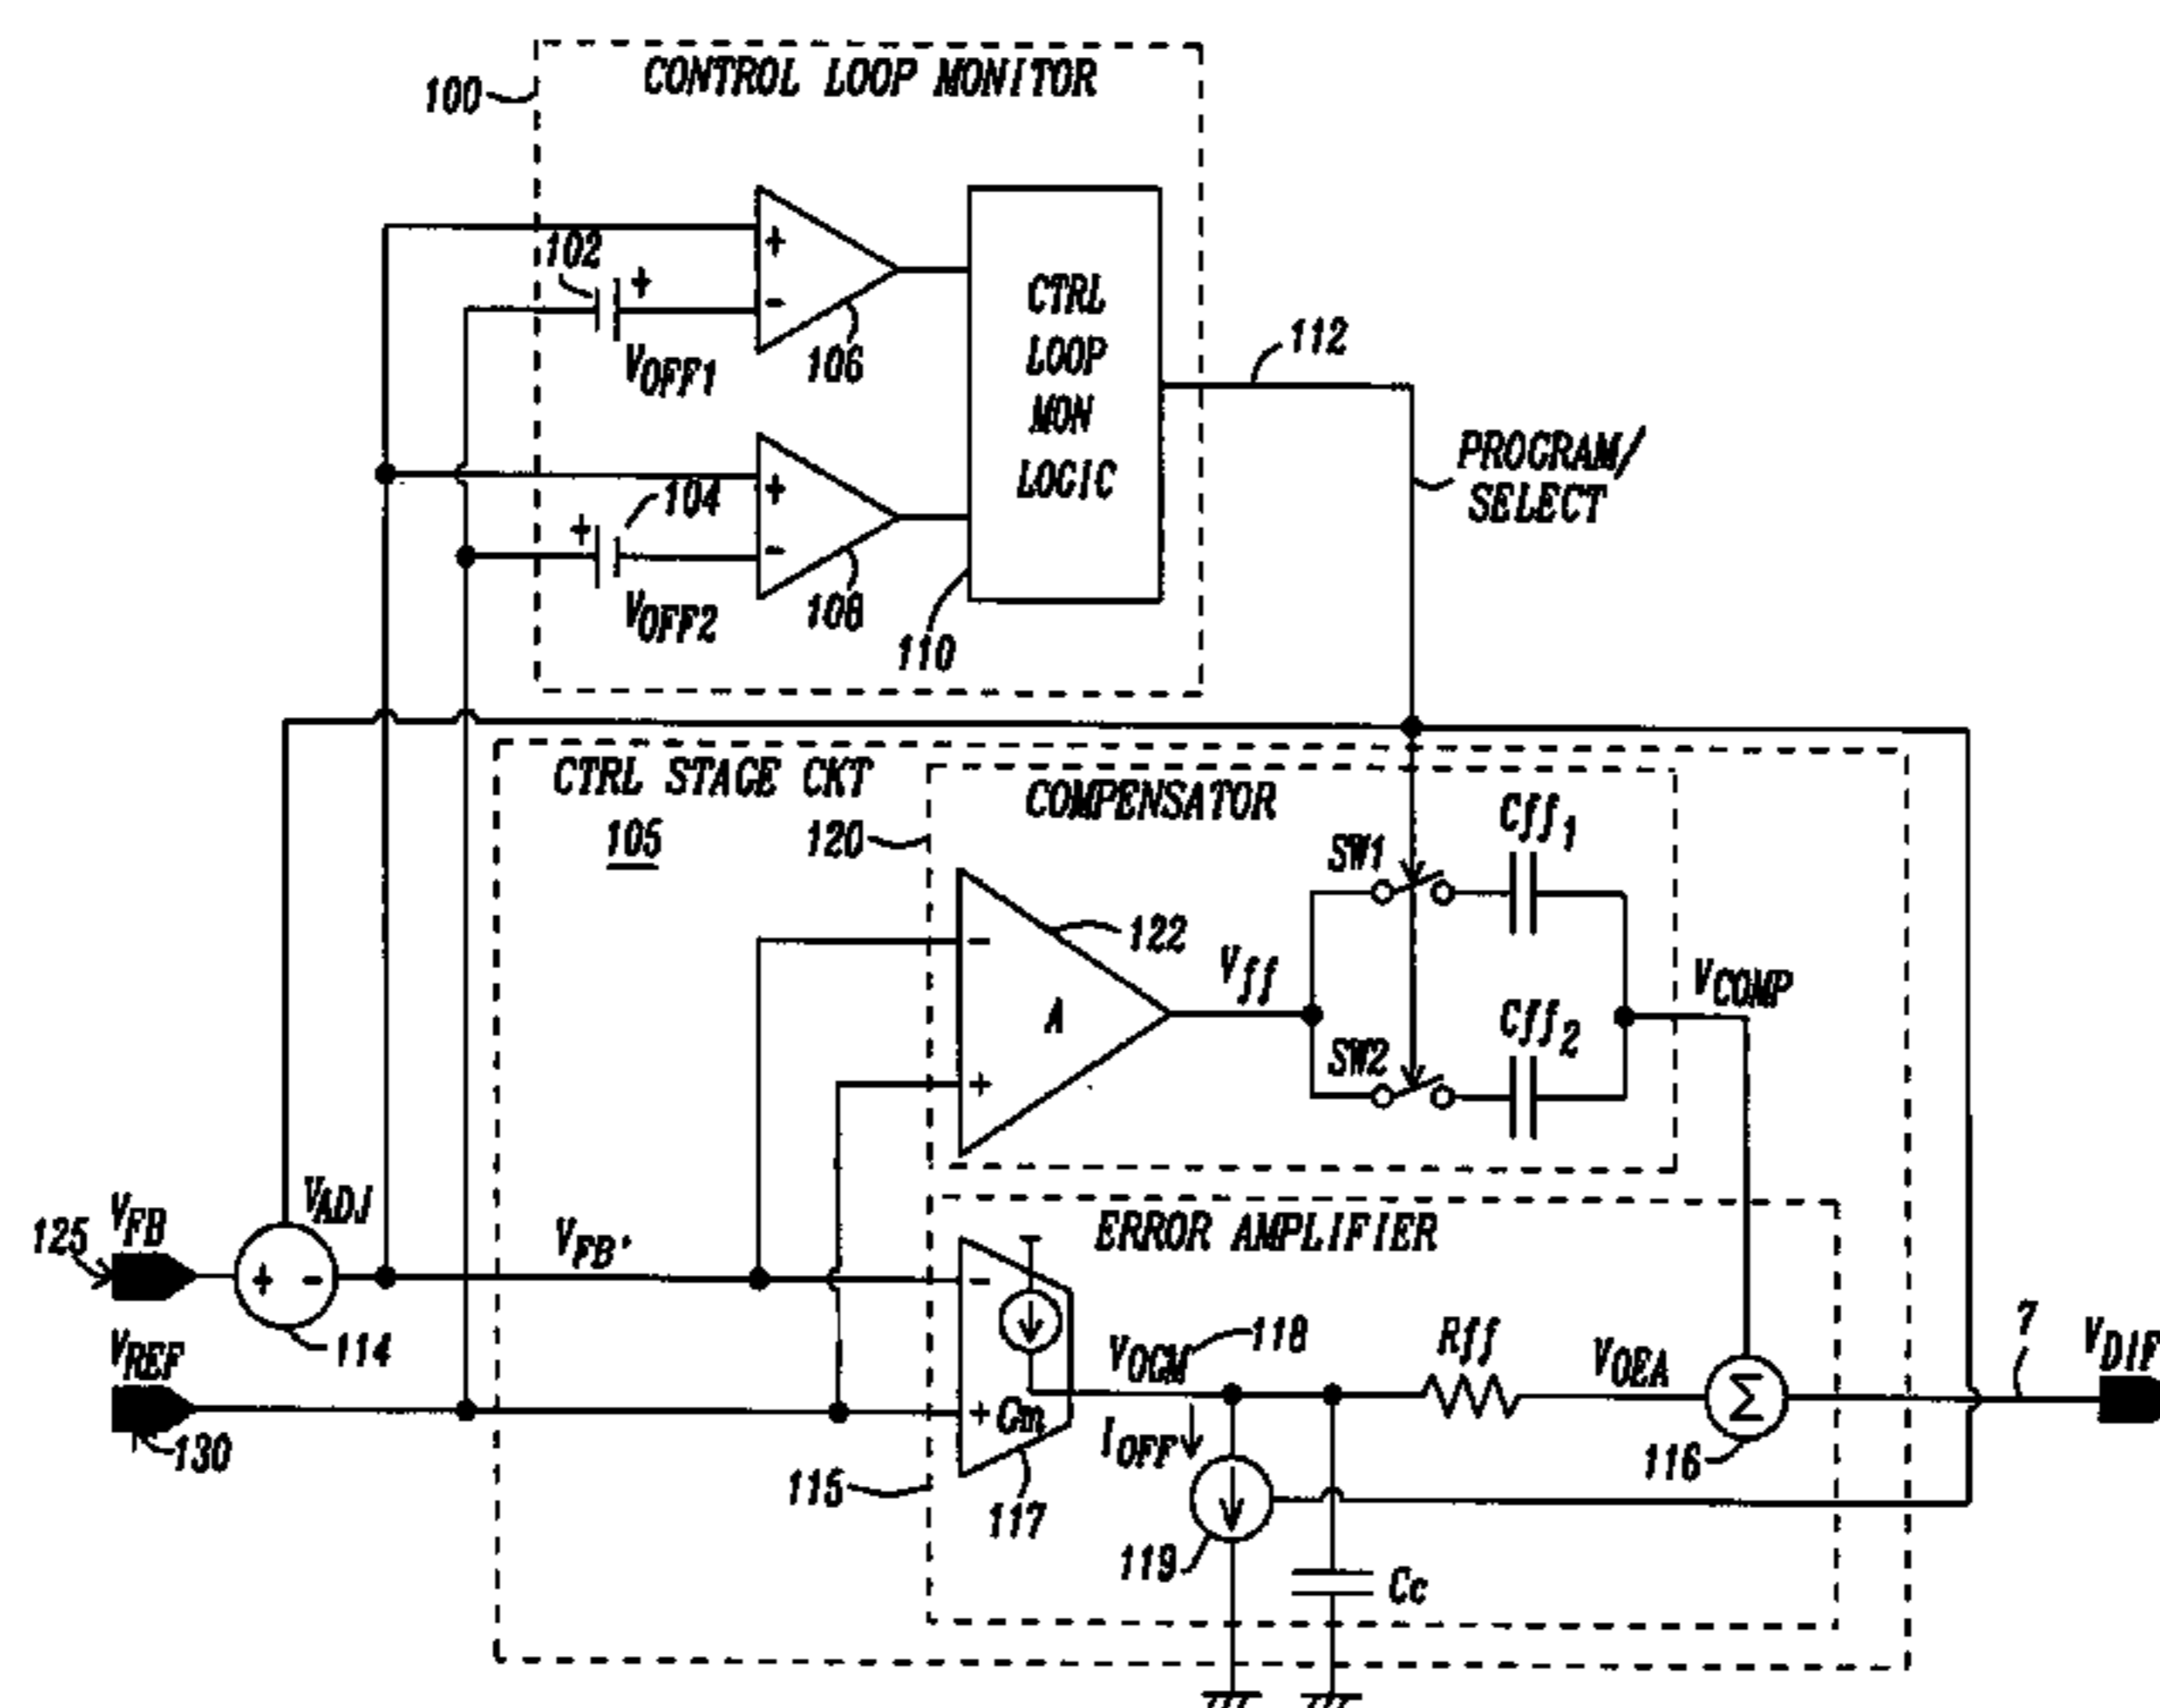 CONTROL LOOP MONITOR
100
102
+
+
-
VOFF1
106
CTRL
LOOP
MON
LOGIC
112
PROGRAM/
SELECT
104
+
+
-
VOFF2
108
110
CTRL STAGE CKT
105
COMPENSATOR
120
SW1
Cff1
122
-
A
+
Vff
VCOMP
SW2
Cff2
VFB
125
VADJ
+ -
114
VFB'
ERROR AMPLIFIER
-
+ Gm
117
115
VREF
130
VOGM
118
IOFF
119
Rff
VOEA
Σ
116
7
VDIF
Cc